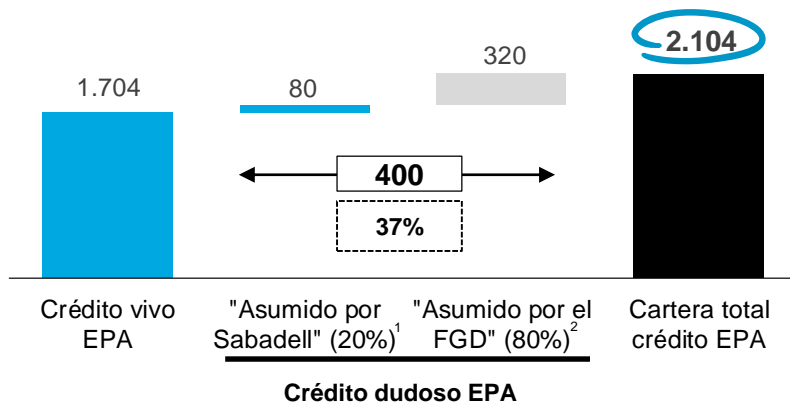 2.104
320
1.704
80
400
37%
Crédito vivo
EPA
"Asumido por
Sabadell" (20%)¹
"Asumido por el
FGD" (80%)²
Cartera total
crédito EPA
Crédito dudoso EPA